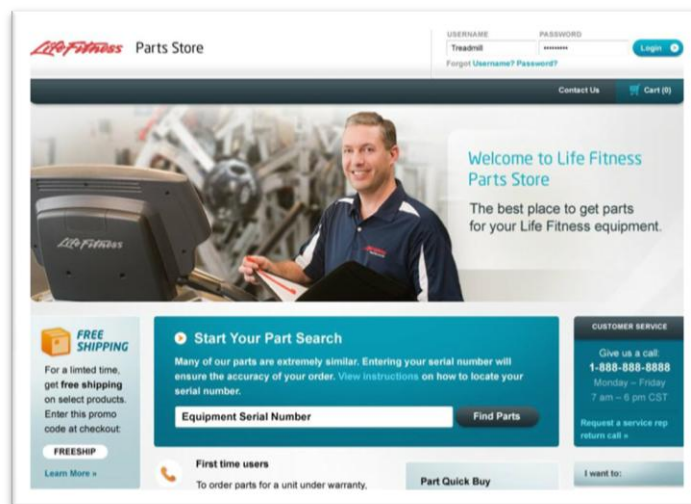 Life Fitness Parts Store
USERNAME
PASSWORD
Treadmill
•••••••••
Login
Forgot Username? Password?
Contact Us
Cart (0)
Life Fitness
Welcome to Life Fitness
Parts Store
The best place to get parts
for your Life Fitness equipment.
FREE
SHIPPING
For a limted time,
get free shipping
on select products.
Enter this promo
code at checkout:
FREESHIP
Learn More »
Start Your Part Search
Many of our parts are extremely similar. Entering your serial number will
ensure the accuracy of your order. View instructions on how to locate your
serial number.
Equipment Serial Number
Find Parts
First time users
To order parts for a unit under warranty,
Part Quick Buy
CUSTOMER SERVICE
Give us a call:
1-888-888-8888
Monday – Friday
7 am – 6 pm CST
Request a service rep
return call »
I want to: